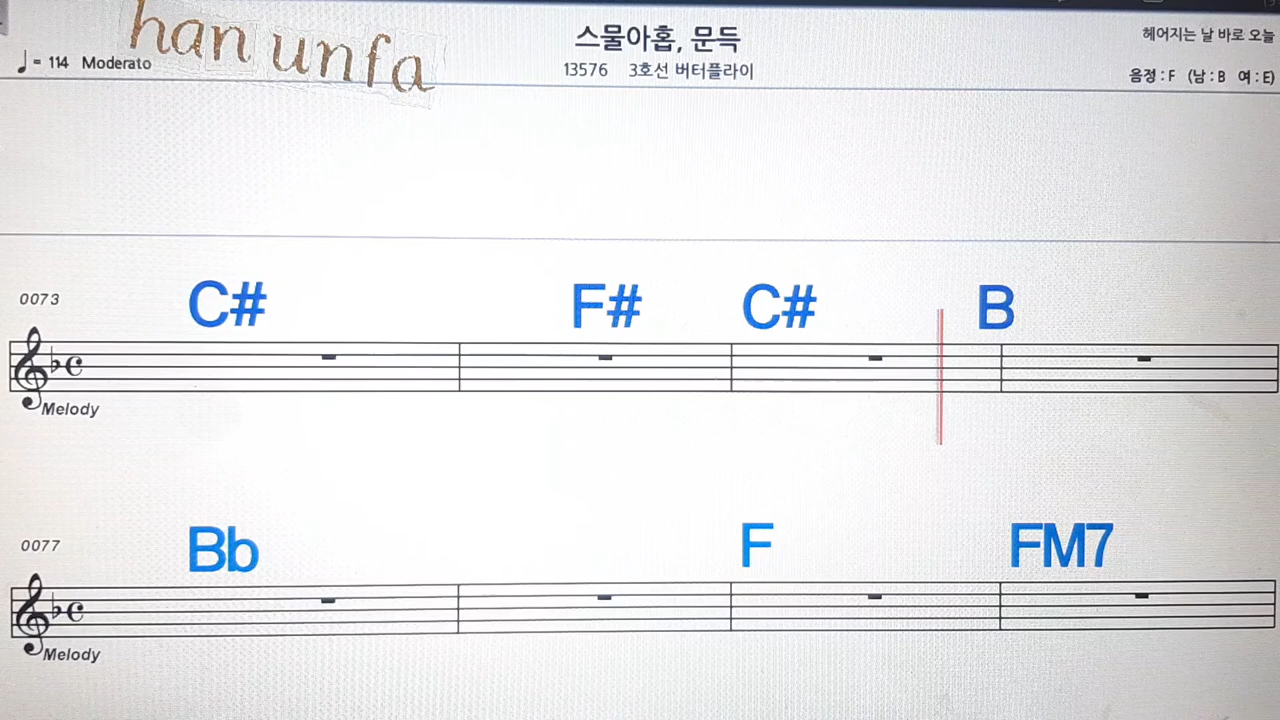 han unfa
스물아홉, 문득
헤어지는 날 바로 오늘
♩= 114 Moderato
13576 3호선 버터플라이
음정 : F (남 : B 여 : E)
0073
C# F# C# B
Melody
0077
Bb F FM7
Melody